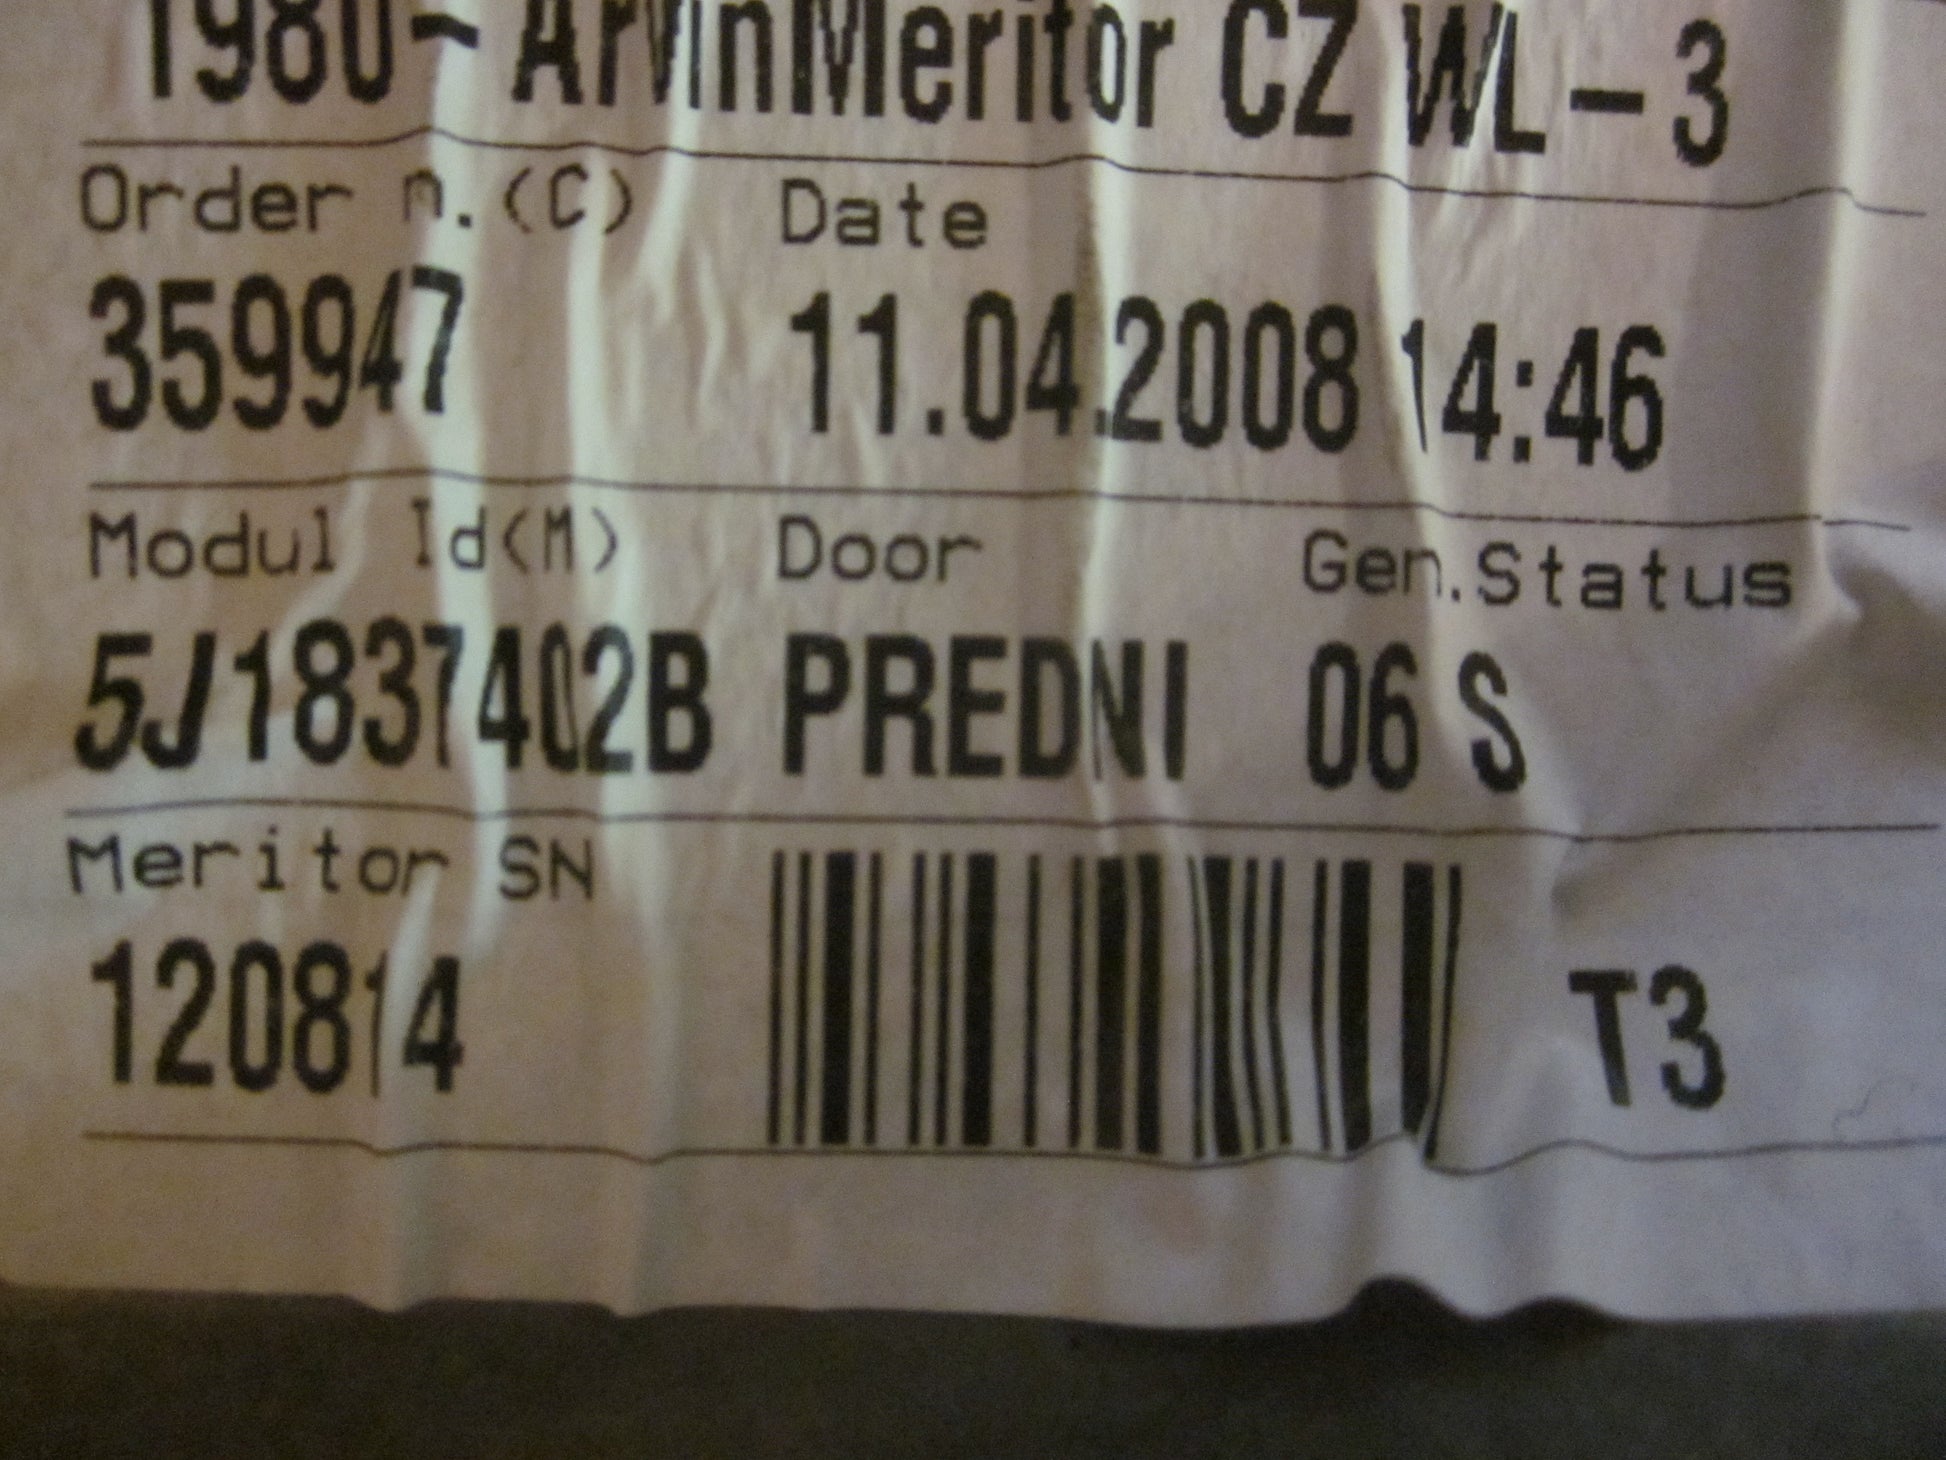 1980 - ArvinMeritor CZ WL - 3
Order n.(C) Date
359947 11.04.2008 14:46
Modul Id(M) Door Gen.Status
5J1837402B PREDNI 06 S
Meritor SN
120814 T3